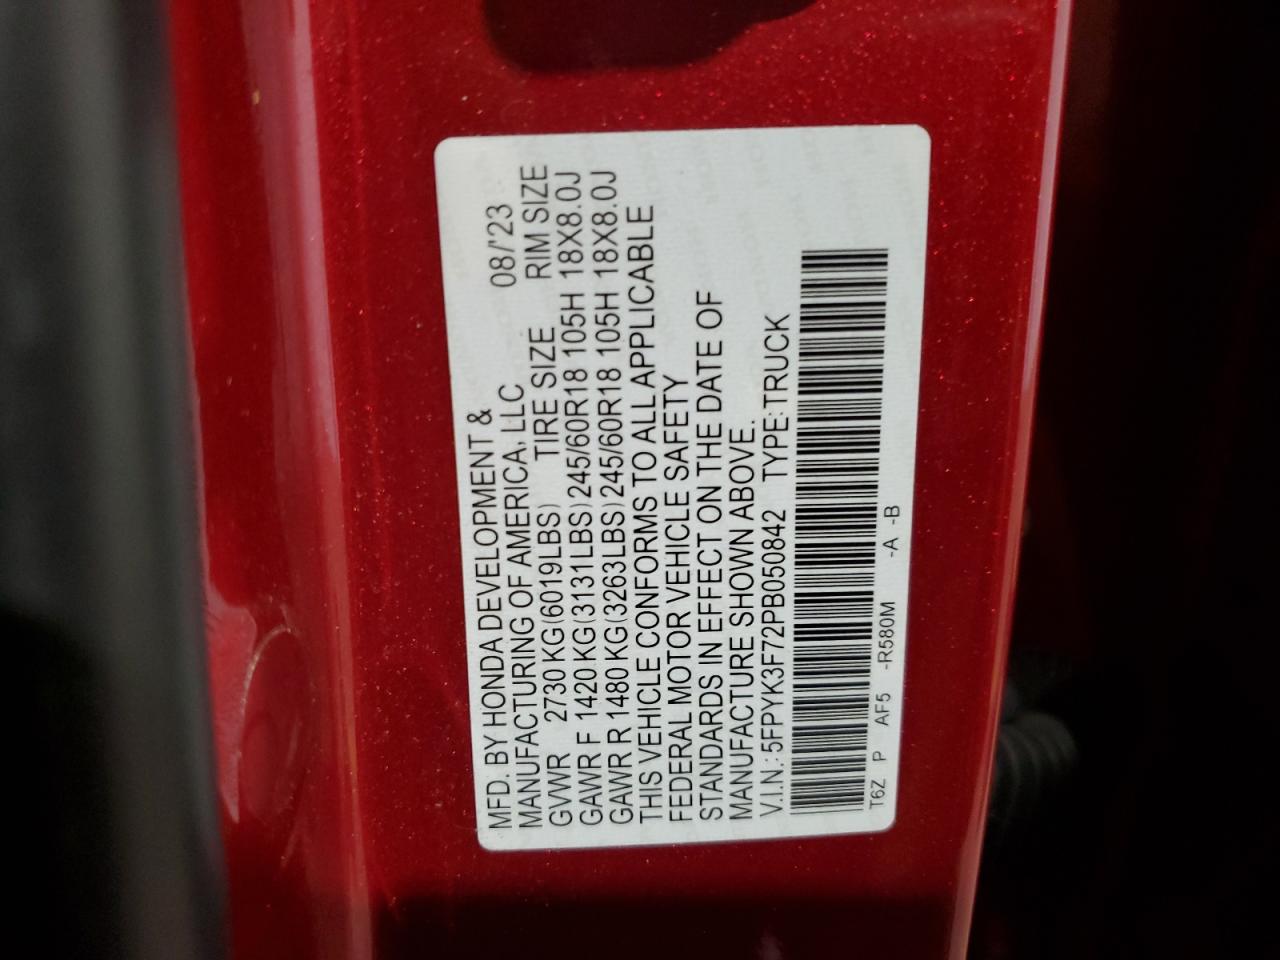 MFD. BY HONDA DEVELOPMENT &
MANUFACTURING OF AMERICA, LLC 08/'23
GVWR 2730 KG(6019LBS) TIRE SIZE RIM SIZE
GAWR F 1420 KG(3131LBS) 245/60R18 105H 18X8.0J
GAWR R 1480 KG(3263LBS) 245/60R18 105H 18X8.0J
THIS VEHICLE CONFORMS TO ALL APPLICABLE
FEDERAL MOTOR VEHICLE SAFETY
STANDARDS IN EFFECT ON THE DATE OF
MANUFACTURE SHOWN ABOVE.
V.I.N.: 5FPYK3F72PB050842 TYPE: TRUCK
T6Z P AF5 -R580M -A -B